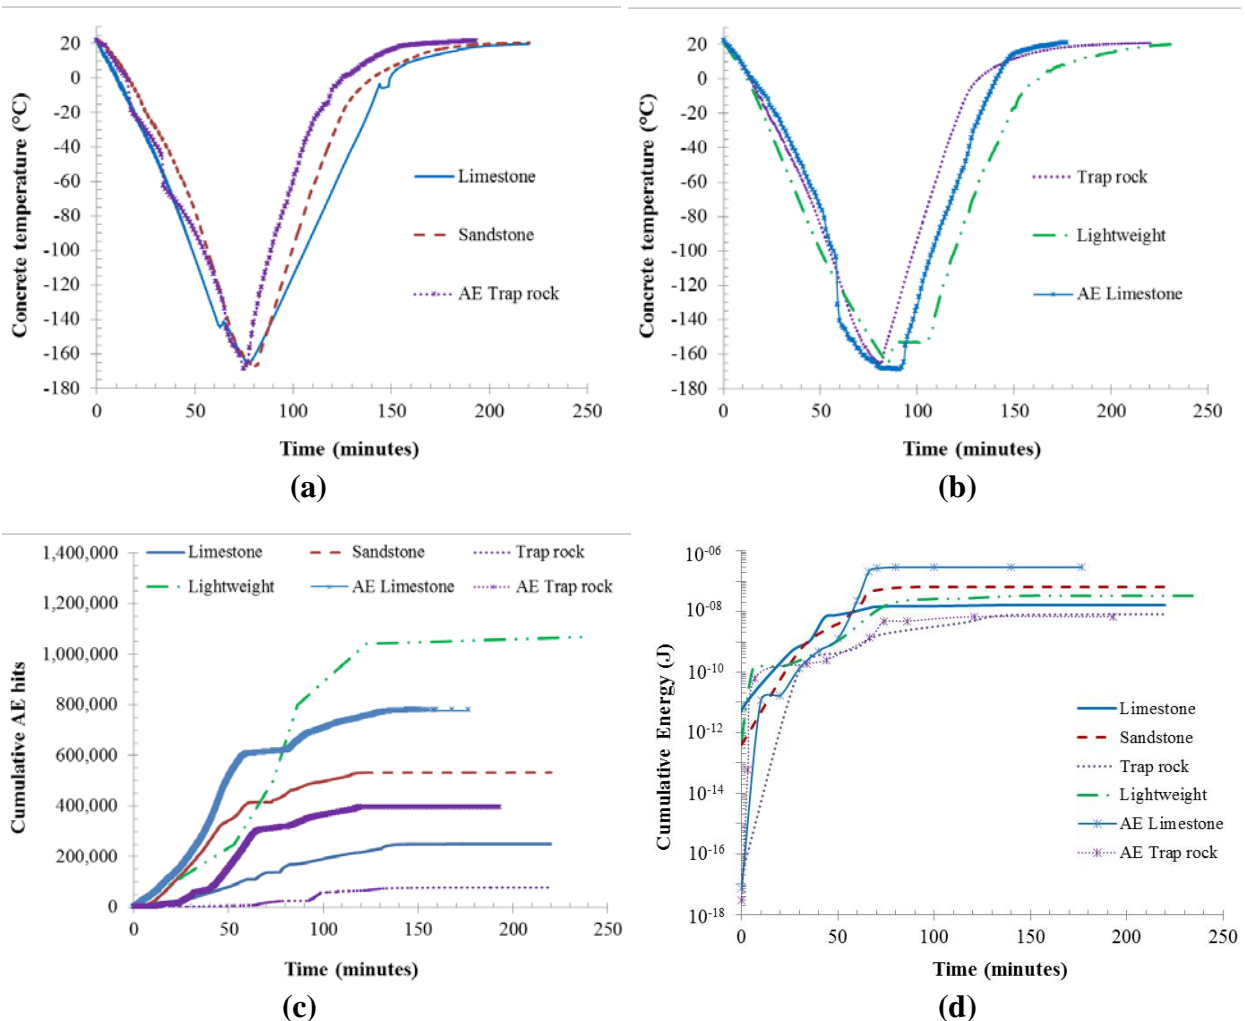 20
0
-20
-40
-60
-80
-100
-120
-140
-160
-180
Concrete temperature (°C)
Limestone
Sandstone
AE Trap rock
0 50 100 150 200 250
Time (minutes)
(a)
20
0
-20
-40
-60
-80
-100
-120
-140
-160
-180
Concrete temperature (°C)
Trap rock
Lightweight
AE Limestone
0 50 100 150 200 250
Time (minutes)
(b)
1,400,000
1,200,000
1,000,000
800,000
600,000
400,000
200,000
0
Cumulative AE hits
Limestone Sandstone Trap rock
Lightweight AE Limestone AE Trap rock
0 50 100 150 200 250
Time (minutes)
(c)
10-06
10-08
10-10
10-12
10-14
10-16
10-18
Cumulative Energy (J)
Limestone
Sandstone
Trap rock
Lightweight
AE Limestone
AE Trap rock
0 50 100 150 200 250
Time (minutes)
(d)